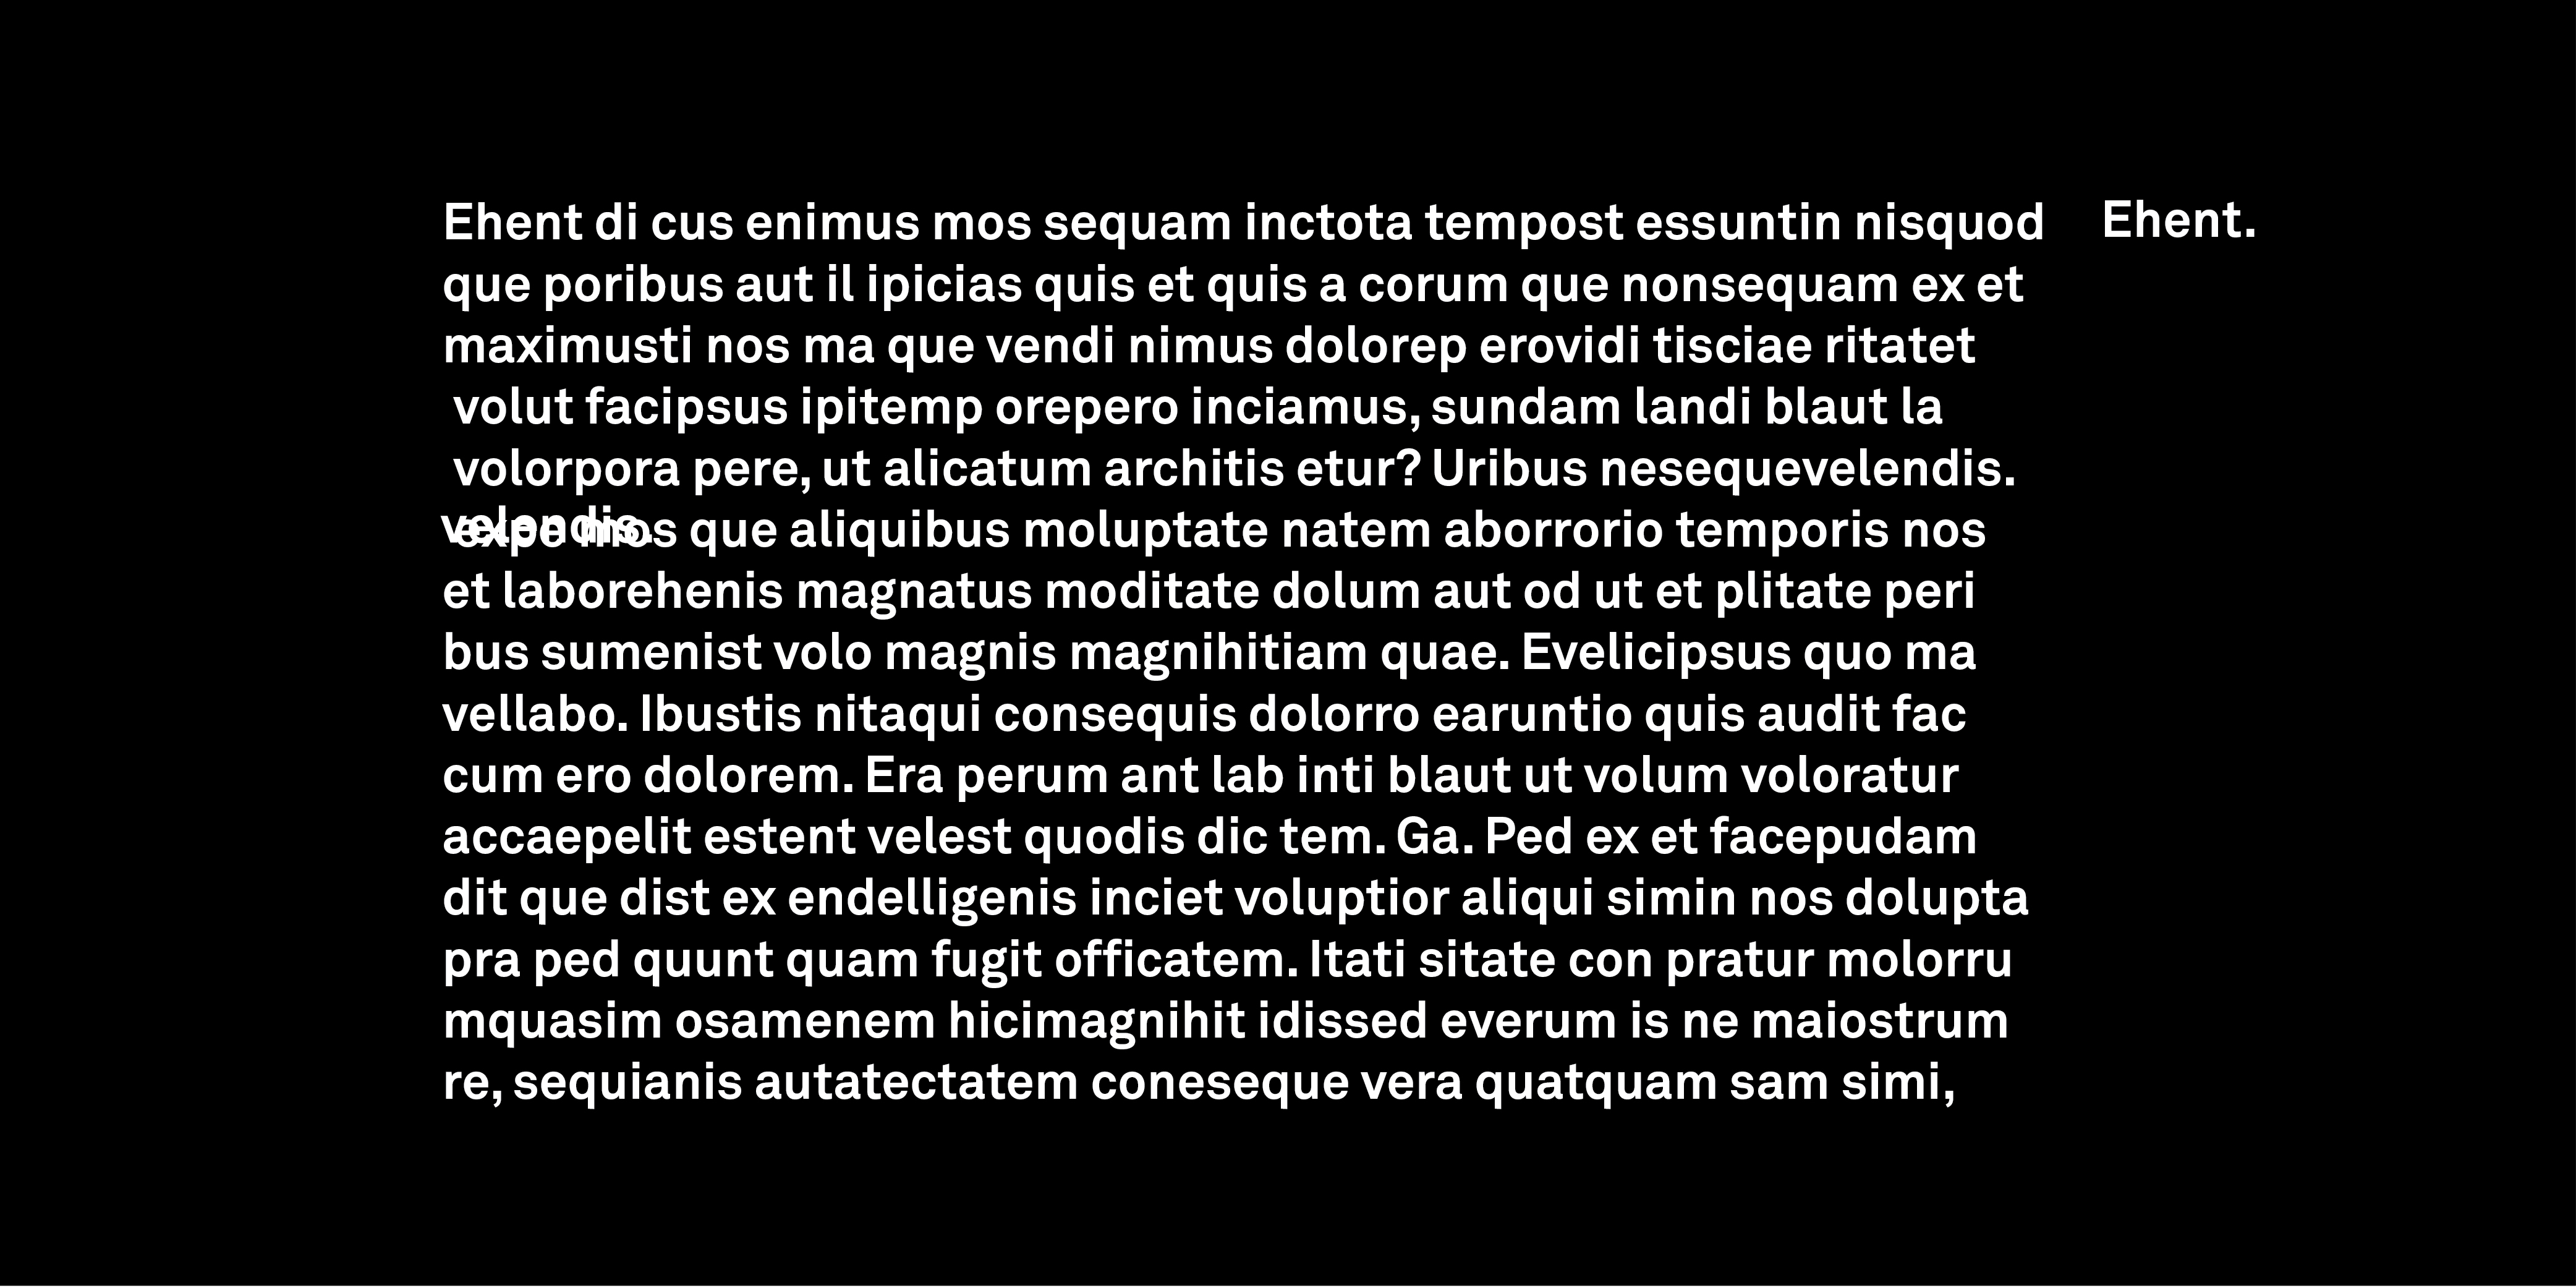 Ehent di cus enimus mos sequam inctota tempost essuntin nisquod
Ehent.
que poribus aut il ipicias quis et quis a corum que nonsequam ex et
maximusti nos ma que vendi nimus dolorep erovidi tisciae ritatet
volut facipsus ipitemp orepero inciamus, sundam landi blaut la
volorpora pere, ut alicatum architis etur? Uribus nesequevelendis.
velendis.
expe mos que aliquibus moluptate natem aborrorio temporis nos
et laborehenis magnatus moditate dolum aut od ut et plitate peri
bus sumenist volo magnis magnihitiam quae. Evelicipsus quo ma
vellabo. Ibustis nitaqui consequis dolorro earuntio quis audit fac
cum ero dolorem. Era perum ant lab inti blaut ut volum voloratur
accaepelit estent velest quodis dic tem. Ga. Ped ex et facepudam
dit que dist ex endelligenis inciet voluptior aliqui simin nos dolupta
pra ped quunt quam fugit officatem. Itati sitate con pratur molorru
mquasim osamenem hicimagnihit idissed everum is ne maiostrum
re, sequianis autatectatem coneseque vera quatquam sam simi,